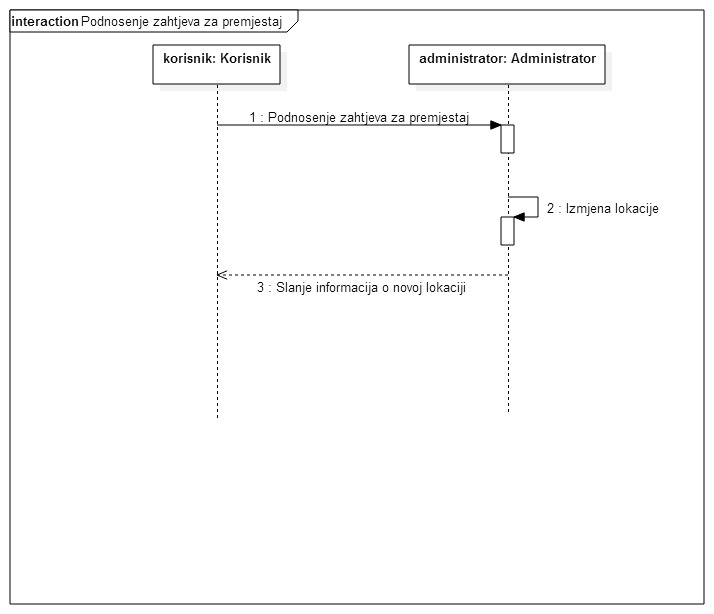 interaction Podnosenje zahtjeva za premjestaj
korisnik: Korisnik
administrator: Administrator
1 : Podnošenje zahtjeva za premjestaj
2 : Izmjena lokacije
3 : Slanje informacija o novoj lokaciji